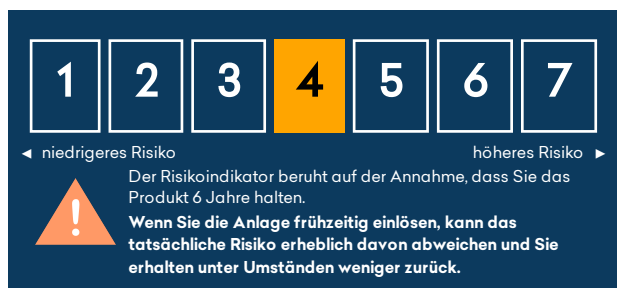 1 2 3 4 5 6 7
◄ niedrigeres Risiko höheres Risiko ►
Der Risikoindikator beruht auf der Annahme, dass Sie das
Produkt 6 Jahre halten.
Wenn Sie die Anlage frühzeitig einlösen, kann das
tatsächliche Risiko erheblich davon abweichen und Sie
erhalten unter Umständen weniger zurück.
!